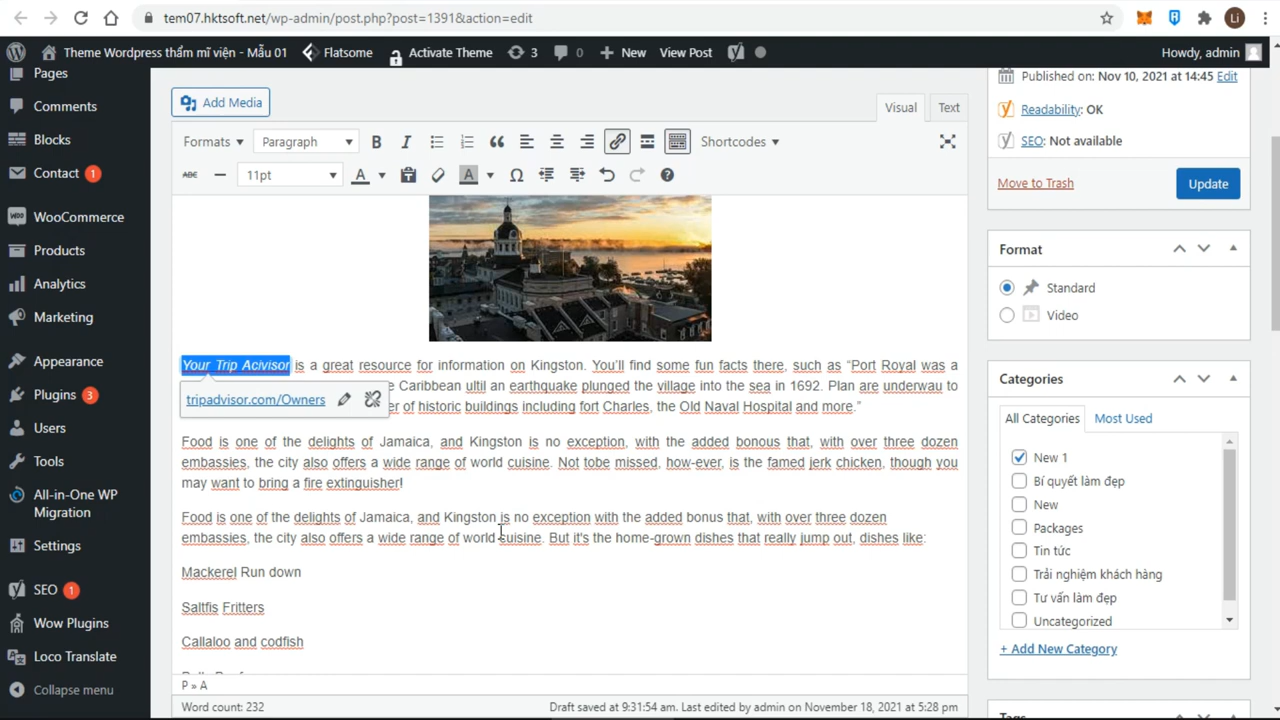 tem07.hktsoft.net/wp-admin/post.php?post=1391&action=edit
Li
Theme Wordpress thẩm mĩ viện - Mẫu 01
Flatsome
Activate Theme
3
0
New
View Post
Howdy, admin
Pages
Comments
Blocks
Contact 1
WooCommerce
Products
Analytics
Marketing
Appearance
Plugins 3
Users
Tools
All-in-One WP
Migration
Settings
SEO 1
Wow Plugins
Loco Translate
Collapse menu
Add Media
Visual
Text
Formats
Paragraph
B
I
Shortcodes
ABC
11pt
A
A
Your Trip Acivisor is a great resource for information on Kingston. You'll find some fun facts there, such as “Port Royal was a
e Caribbean ultil an earthquake plunged the village into the sea in 1692. Plan are underwau to
er of historic buildings including fort Charles, the Old Naval Hospital and more.”
tripadvisor.com/Owners
Food is one of the delights of Jamaica, and Kingston is no exception, with the added bonous that, with over three dozen
embassies, the city also offers a wide range of world cuisine. Not tobe missed, how-ever, is the famed jerk chicken, though you
may want to bring a fire extinguisher!
Food is one of the delights of Jamaica, and Kingston is no exception with the added bonus that, with over three dozen
embassies, the city also offers a wide range of world cuisine. But it's the home-grown dishes that really jump out, dishes like:
Mackerel Run down
Saltfis Fritters
Callaloo and codfish
P » A
Word count: 232
Draft saved at 9:31:54 am. Last edited by admin on November 18, 2021 at 5:28 pm
Published on: Nov 10, 2021 at 14:45 Edit
Readability: OK
SEO: Not available
Move to Trash
Update
Format
Standard
Video
Categories
All Categories
Most Used
New 1
Bí quyết làm đẹp
New
Packages
Tin tức
Trải nghiệm khách hàng
Tư vấn làm đẹp
Uncategorized
+ Add New Category
Tags